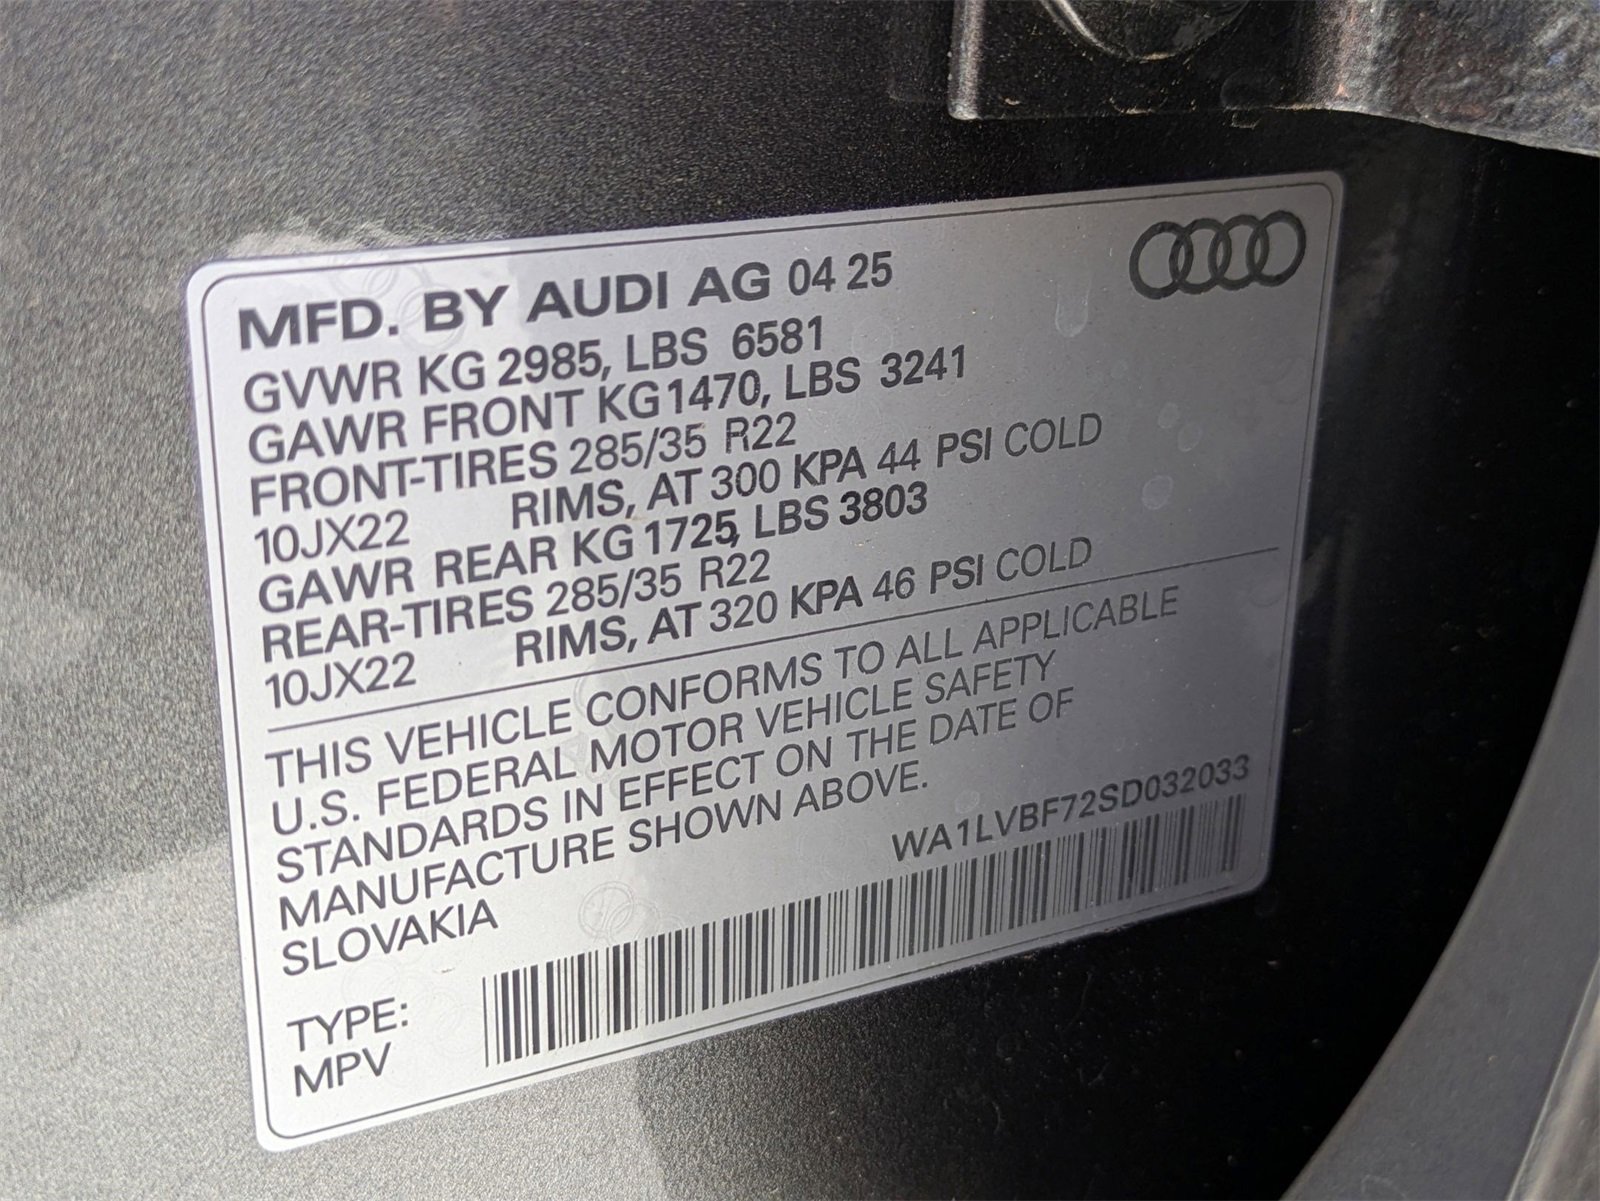 MFD. BY AUDI AG 04 25
GVWR KG 2985, LBS 6581
GAWR FRONT KG 1470, LBS 3241
FRONT-TIRES 285/35 R22
10JX22 RIMS, AT 300 KPA 44 PSI COLD
GAWR REAR KG 1725, LBS 3803
REAR-TIRES 285/35 R22
10JX22 RIMS, AT 320 KPA 46 PSI COLD
THIS VEHICLE CONFORMS TO ALL APPLICABLE
U.S. FEDERAL MOTOR VEHICLE SAFETY
STANDARDS IN EFFECT ON THE DATE OF
MANUFACTURE SHOWN ABOVE.
SLOVAKIA
WA1LVBF72SD032033
TYPE:
MPV